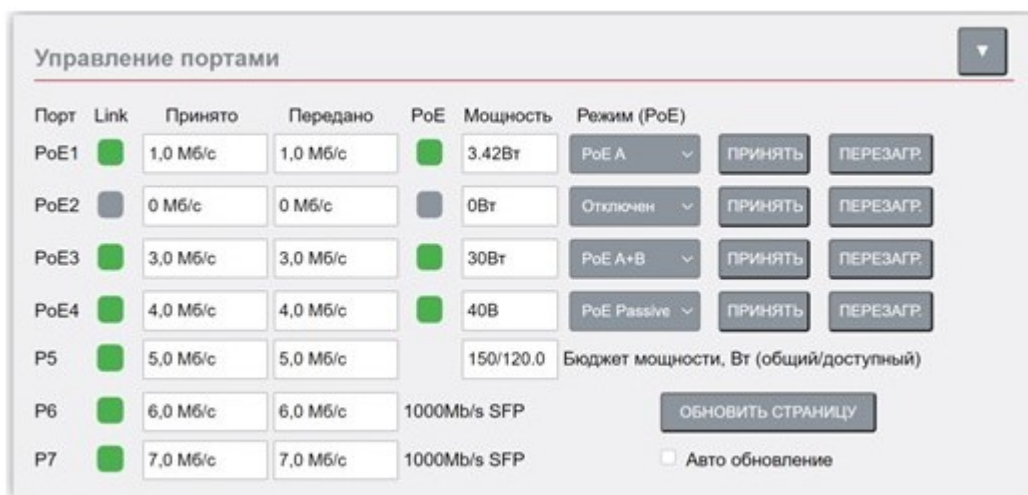 Управление портами ▼
Порт Link Принято Передано PoE Мощность Режим (PoE)
PoE1 1,0 Мб/с 1,0 Мб/с 3.42Вт PoE A ПРИНЯТЬ ПЕРЕЗАГР.
PoE2 0 Мб/с 0 Мб/с 0Вт Отключен ПРИНЯТЬ ПЕРЕЗАГР.
PoE3 3,0 Мб/с 3,0 Мб/с 30Вт PoE A+B ПРИНЯТЬ ПЕРЕЗАГР.
PoE4 4,0 Мб/с 4,0 Мб/с 40В PoE Passive ПРИНЯТЬ ПЕРЕЗАГР.
P5 5,0 Мб/с 5,0 Мб/с 150/120.0 Бюджет мощности, Вт (общий/доступный)
P6 6,0 Мб/с 6,0 Мб/с 1000Mb/s SFP ОБНОВИТЬ СТРАНИЦУ
P7 7,0 Мб/с 7,0 Мб/с 1000Mb/s SFP Авто обновление